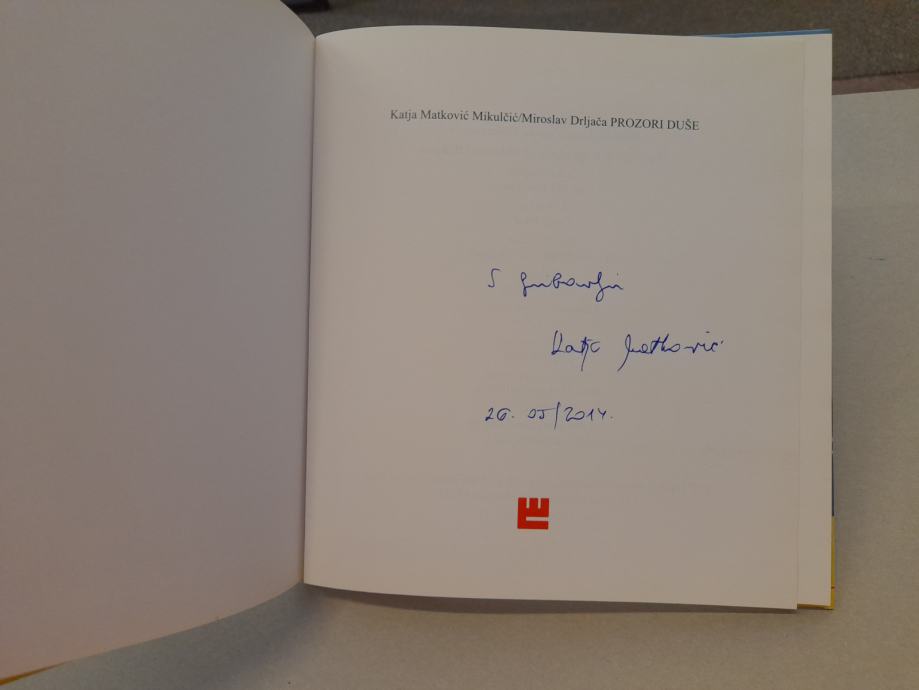 Katja Matković Mikulčić/Miroslav Drljača PROZORI DUŠE
S ljubavlju
Katja Matković
26. 05/2014.